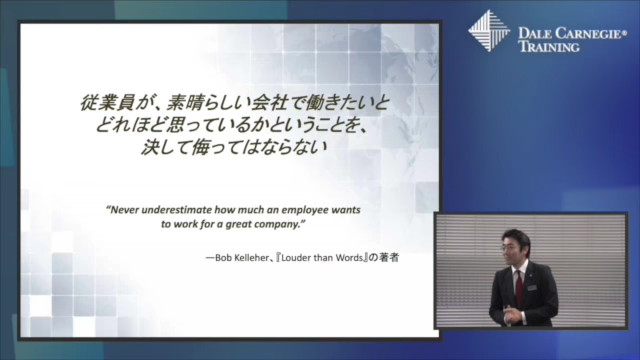 DALE CARNEGIE®
TRAINING
従業員が、素晴らしい会社で働きたいと
どれほど思っているかということを、
決して侮ってはならない
“Never underestimate how much an employee wants
to work for a great company.”
―Bob Kelleher、『Louder than Words』の著者